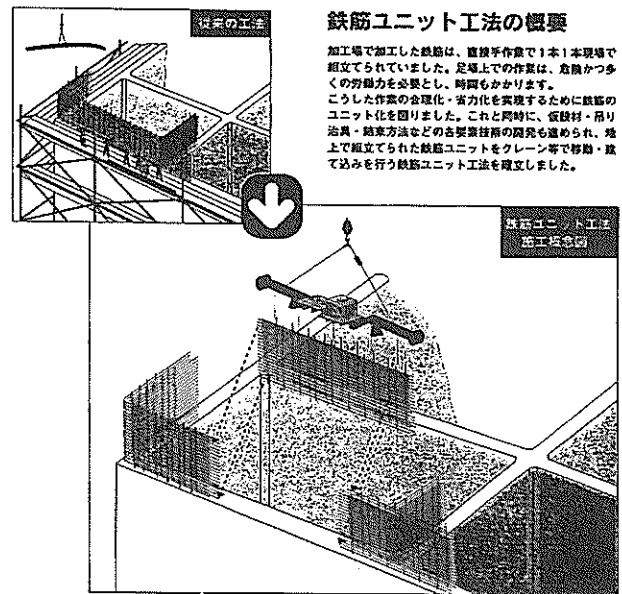 従来の工法
鉄筋ユニット工法の概要
加工場で加工した鉄筋は、直接手作業で1本1本現場で
組立てられていました。足場上での作業は、危険かつ多
くの労働力を必要とし、時間もかかります。
こうした作業の合理化・省力化を実現するために鉄筋の
ユニット化を図りました。これと同時に、仮設材・吊り
治具・結束方法などの各要素技術の開発も進められ、地
上で組立てられた鉄筋ユニットをクレーン等で移動・建
て込みを行う鉄筋ユニット工法を確立しました。
鉄筋ユニット工法
施工概念図